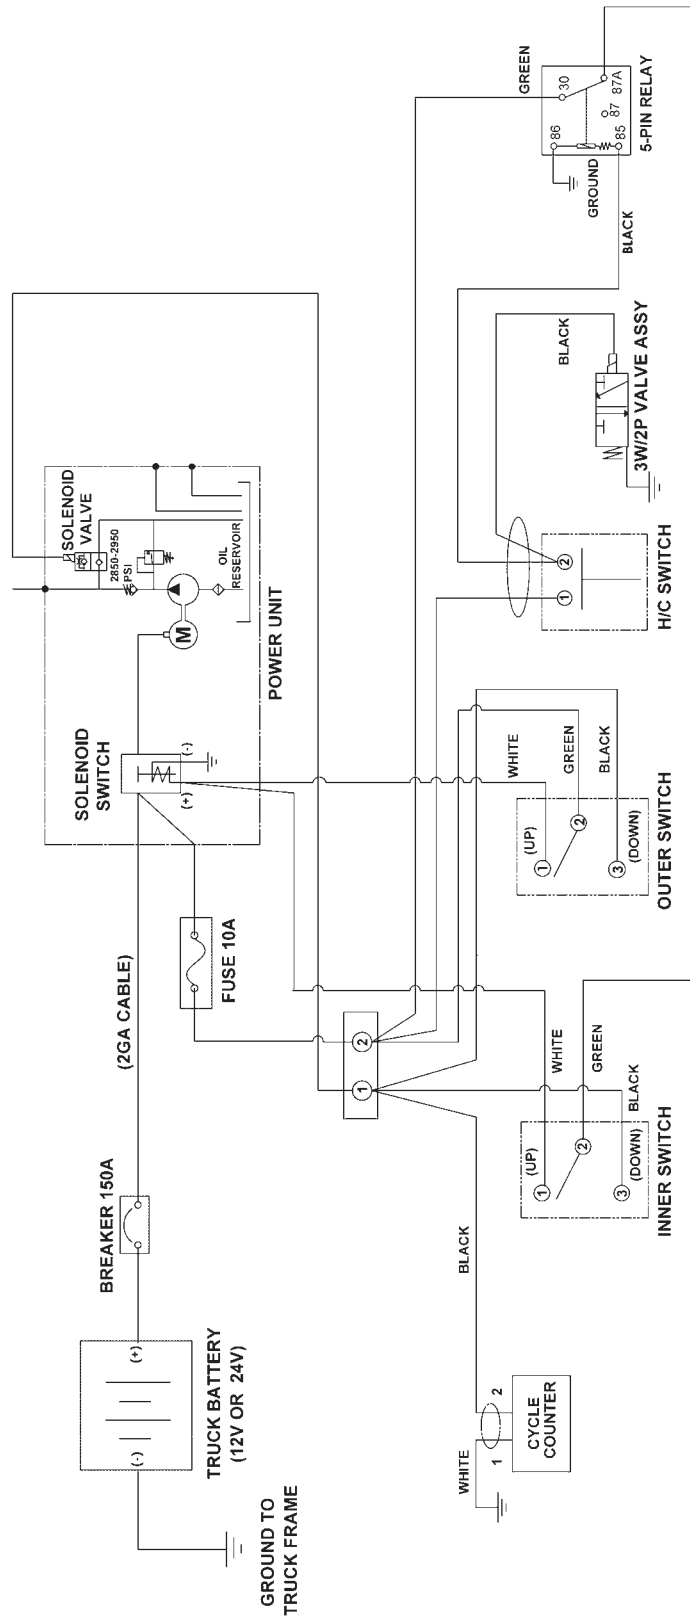 GROUND TO
TRUCK FRAME
(-)
(+)
TRUCK BATTERY
(12V OR 24V)
BREAKER 150A
(2GA CABLE)
FUSE 10A
SOLENOID
SWITCH
(+)
(-)
M
SOLENOID
VALVE
2850-2950
PSI
OIL
RESERVOIR
POWER UNIT
1
2
WHITE
BLACK
1
2
CYCLE
COUNTER
WHITE
GREEN
BLACK
(UP)
1
2
3
(DOWN)
INNER SWITCH
WHITE
GREEN
BLACK
(UP)
1
2
3
(DOWN)
OUTER SWITCH
1
2
H/C SWITCH
BLACK
3W/2P VALVE ASSY
BLACK
GREEN
GROUND
86
30
85
87
87A
5-PIN RELAY